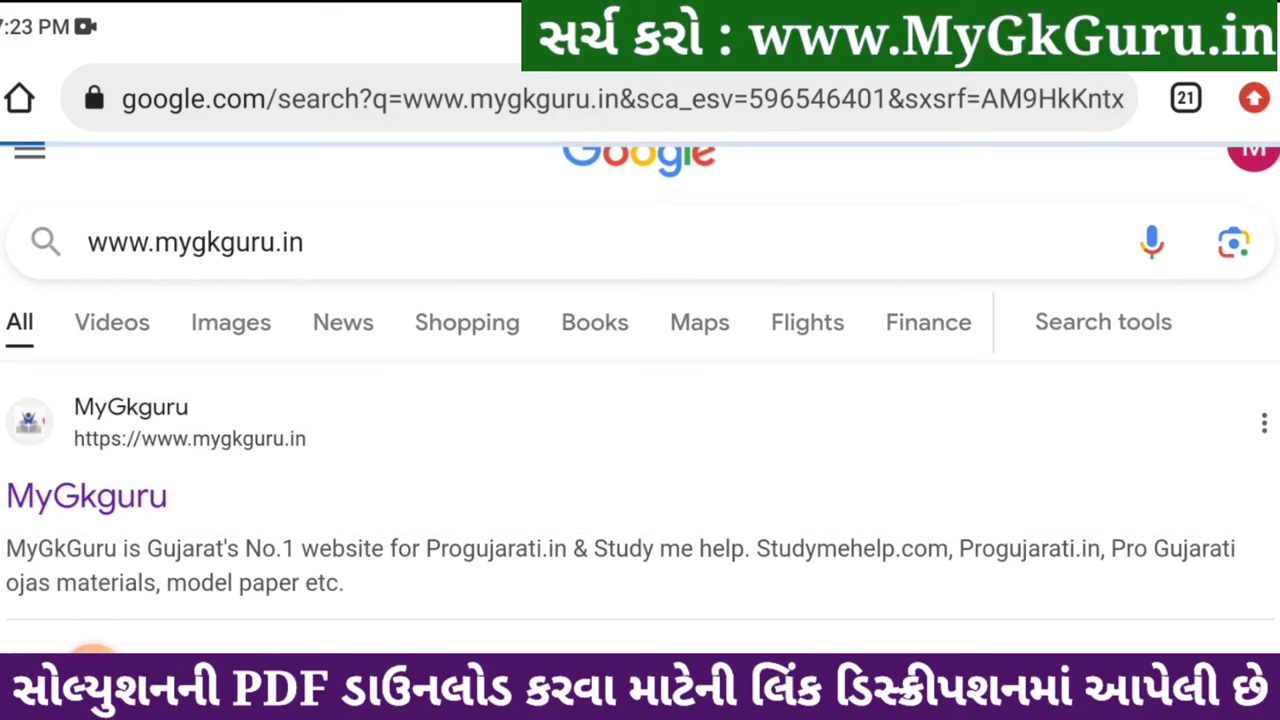 સર્ચ કરો : www.MyGkGuru.in
7:23 PM
google.com/search?q=www.mygkguru.in&sca_esv=596546401&sxsrf=AM9HkKntx
21
Google
M
www.mygkguru.in
All Videos Images News Shopping Books Maps Flights Finance Search tools
MyGkguru
https://www.mygkguru.in
MyGkguru
MyGkGuru is Gujarat's No.1 website for Progujarati.in & Study me help. Studymehelp.com, Progujarati.in, Pro Gujarati
ojas materials, model paper etc.
સોલ્યુશનની PDF ડાઉનલોડ કરવા માટેની લિંક ડિસ્ક્રીપશનમાં આપેલી છે